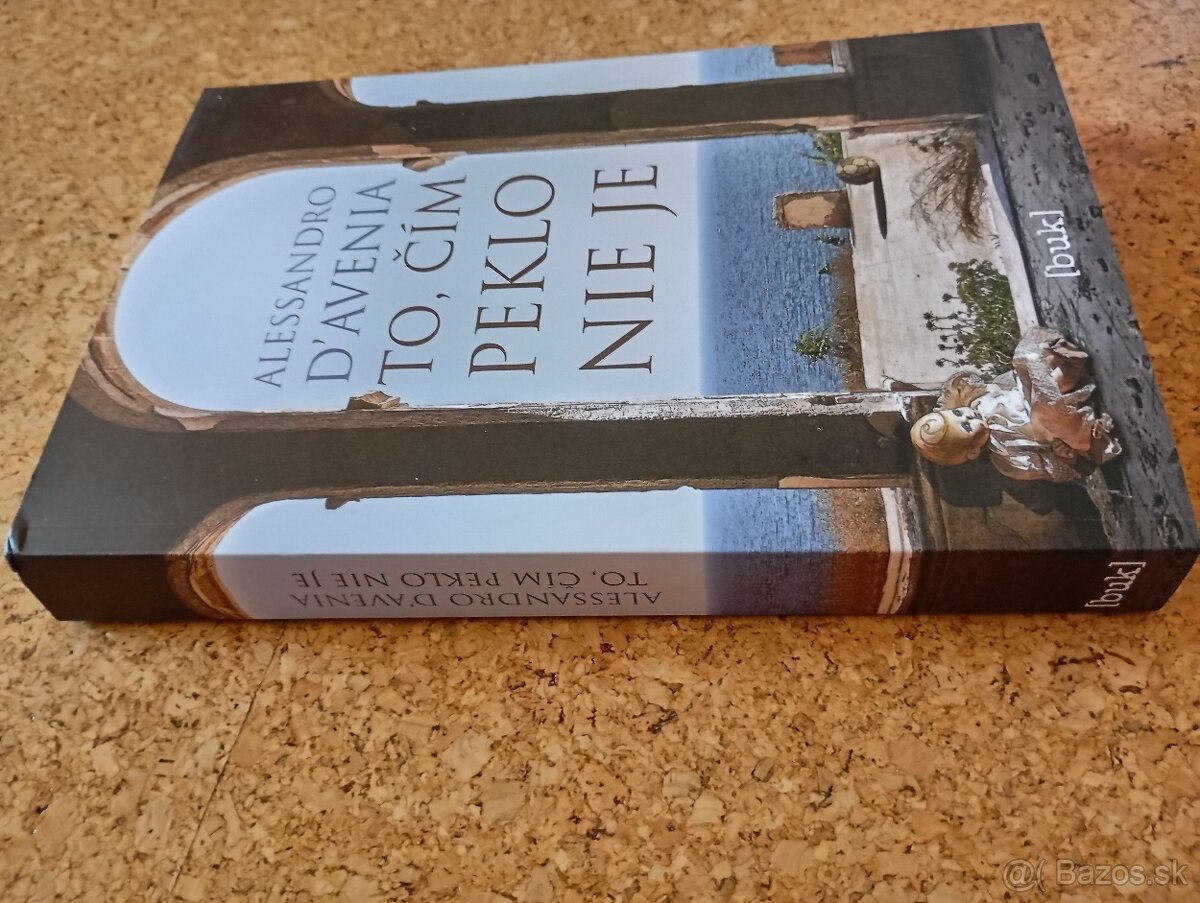 ALESSANDRO
D'AVENIA
TO, ČÍM
PEKLO
NIE JE
[buk]
ALESSANDRO D'AVENIA
TO, ČÍM PEKLO NIE JE
[buk]
@( Bazos.sk